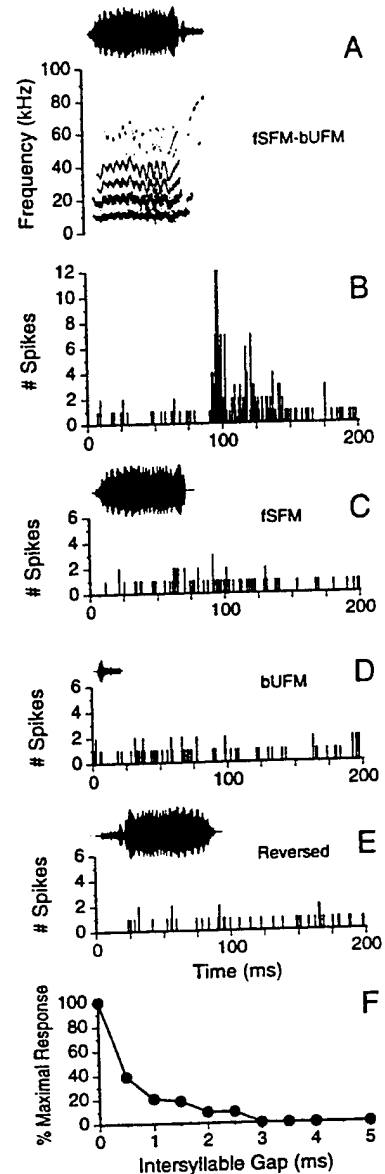 A
100
80
60
40
20
0
Frequency (kHz)
fSFM-bUFM
B
12
10
8
6
4
2
0
# Spikes
0 100 200
C
fSFM
6
4
2
0
# Spikes
0 100 200
D
bUFM
6
4
2
0
# Spikes
0 100 200
E
Reversed
6
4
2
0
# Spikes
0 100 200
Time (ms)
F
100
80
60
40
20
0
% Maximal Response
0 1 2 3 4 5
Intersyllable Gap (ms)